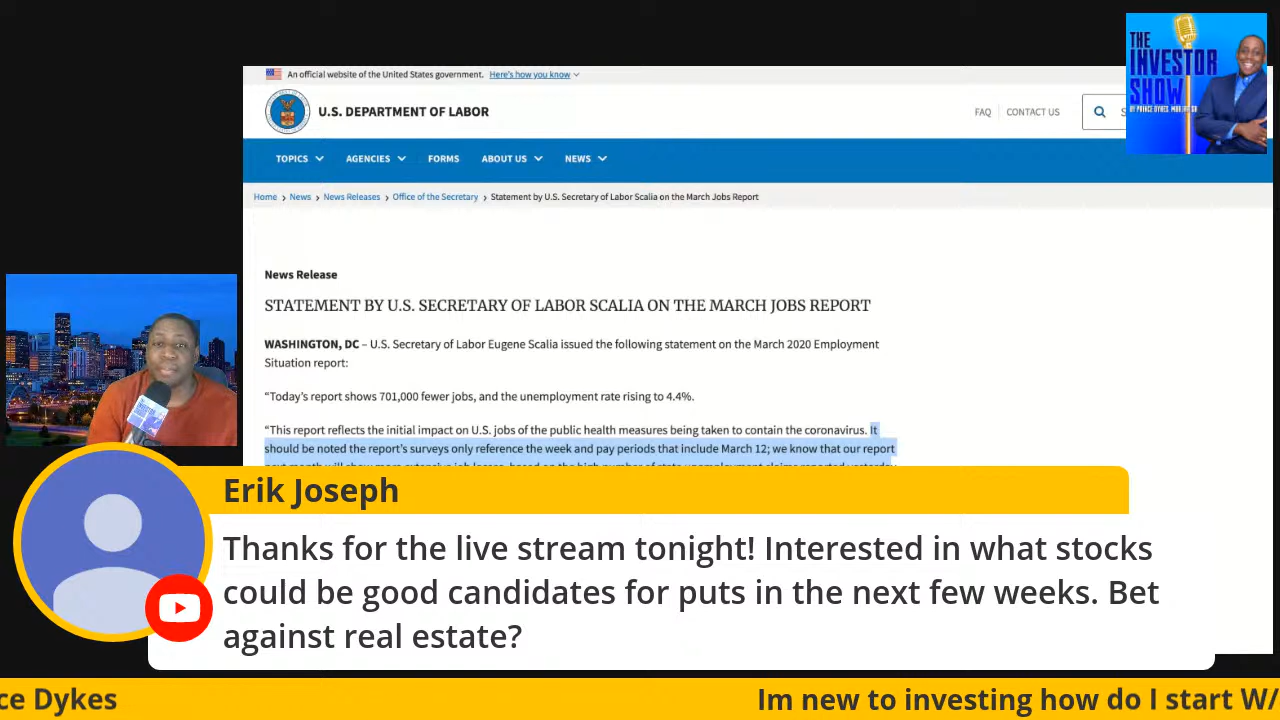 An official website of the United States government. Here's how you know
U.S. DEPARTMENT OF LABOR
FAQ
CONTACT US
S
TOPICS
AGENCIES
FORMS
ABOUT US
NEWS
Home > News > News Releases > Office of the Secretary > Statement by U.S. Secretary of Labor Scalia on the March Jobs Report
THE
INVESTOR
SHOW
News Release
STATEMENT BY U.S. SECRETARY OF LABOR SCALIA ON THE MARCH JOBS REPORT
WASHINGTON, DC – U.S. Secretary of Labor Eugene Scalia issued the following statement on the March 2020 Employment
Situation report:
“Today's report shows 701,000 fewer jobs, and the unemployment rate rising to 4.4%.
“This report reflects the initial impact on U.S. jobs of the public health measures being taken to contain the coronavirus. It
should be noted the report's surveys only reference the week and pay periods that include March 12; we know that our report
Erik Joseph
Thanks for the live stream tonight! Interested in what stocks
could be good candidates for puts in the next few weeks. Bet
against real estate?
ce Dykes
Im new to investing how do I start W/